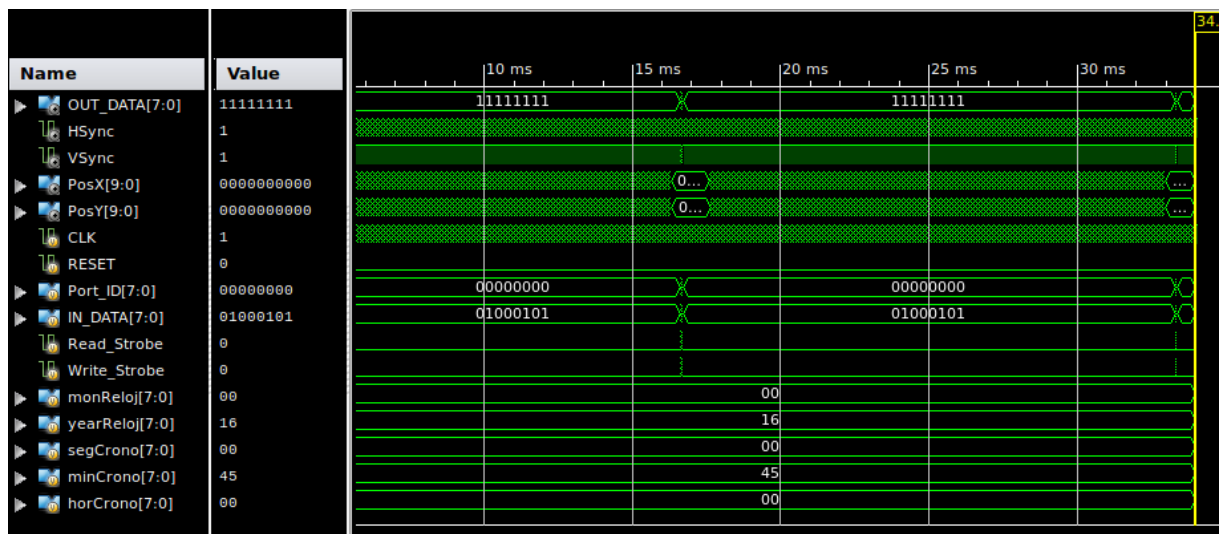 34.
Name Value 10 ms 15 ms 20 ms 25 ms 30 ms
OUT_DATA[7:0] 11111111 11111111 11111111
HSync 1
VSync 1
PosX[9:0] 0000000000 0... ...
PosY[9:0] 0000000000 0... ...
CLK 1
RESET 0
Port_ID[7:0] 00000000 00000000 00000000
IN_DATA[7:0] 01000101 01000101 01000101
Read_Strobe 0
Write_Strobe 0
monReloj[7:0] 00 00
yearReloj[7:0] 16 16
segCrono[7:0] 00 00
minCrono[7:0] 45 45
horCrono[7:0] 00 00